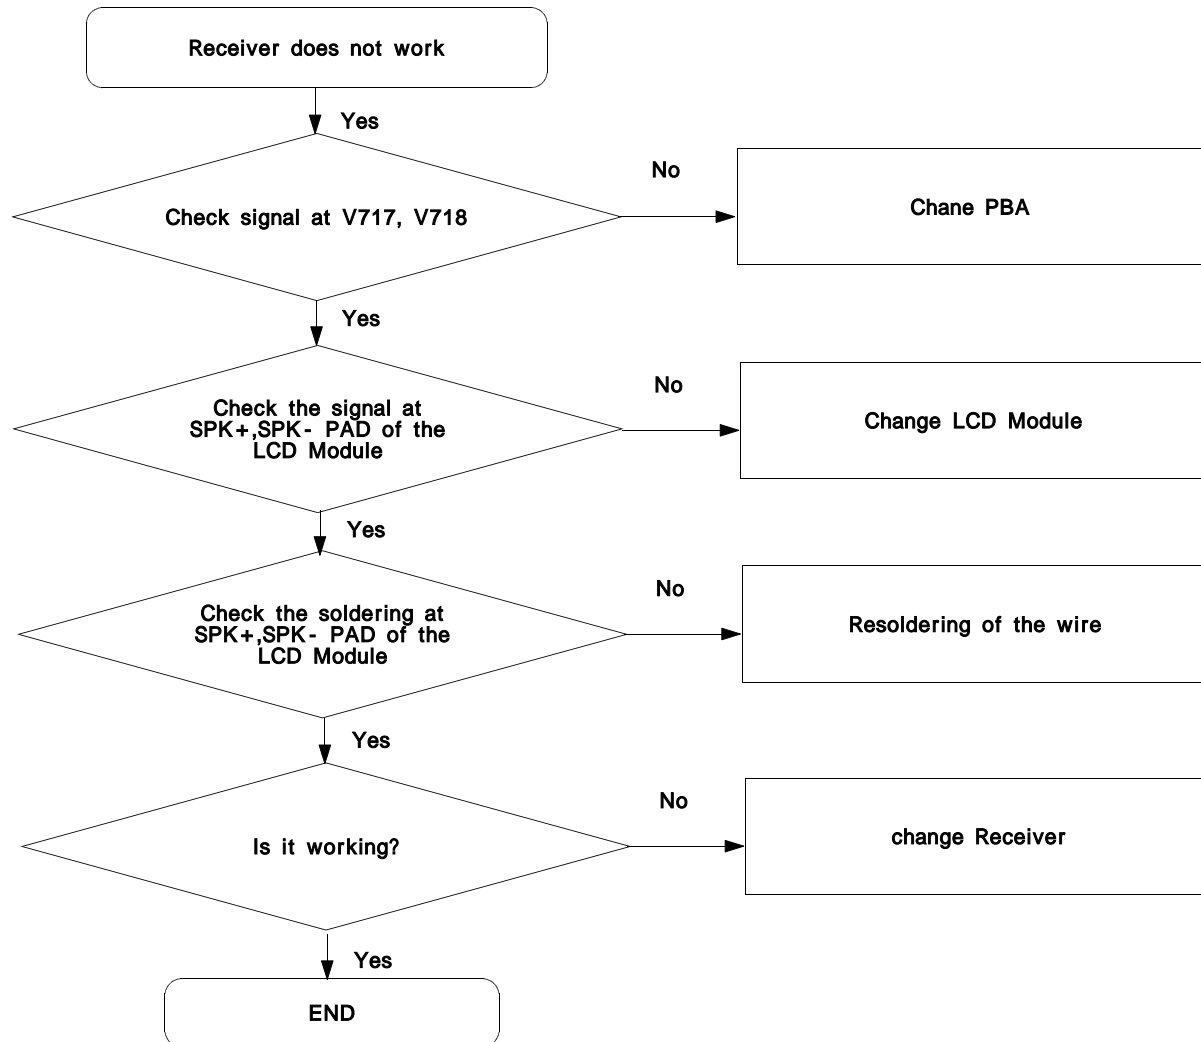 Receiver does not work
Yes
No
Check signal at V717, V718
Chane PBA
Yes
No
Check the signal at
SPK+,SPK- PAD of the
LCD Module
Change LCD Module
Yes
No
Check the soldering at
SPK+,SPK- PAD of the
LCD Module
Resoldering of the wire
Yes
No
Is it working?
change Receiver
Yes
END